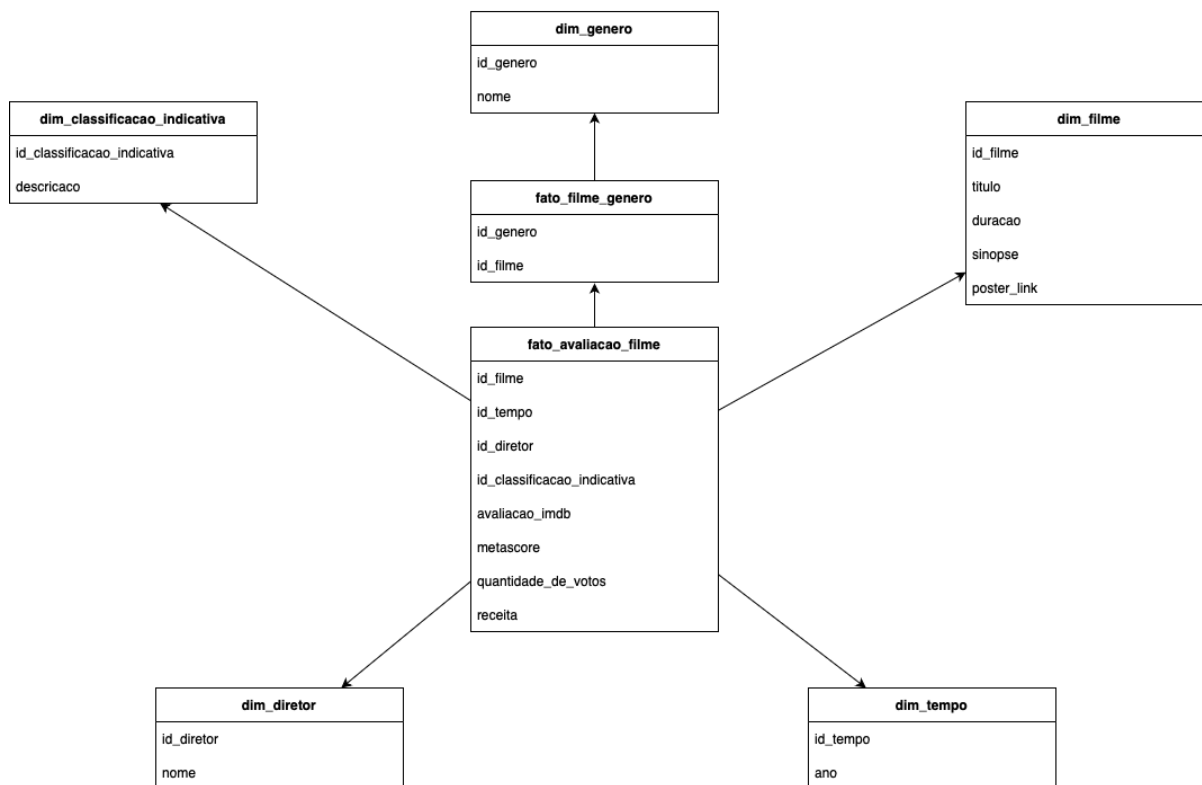 dim_genero
id_genero
nome
dim_classificacao_indicativa
id_classificacao_indicativa
descricaco
dim_filme
id_filme
titulo
duracao
sinopse
poster_link
fato_filme_genero
id_genero
id_filme
fato_avaliacao_filme
id_filme
id_tempo
id_diretor
id_classificacao_indicativa
avaliacao_imdb
metascore
quantidade_de_votos
receita
dim_diretor
id_diretor
nome
dim_tempo
id_tempo
ano